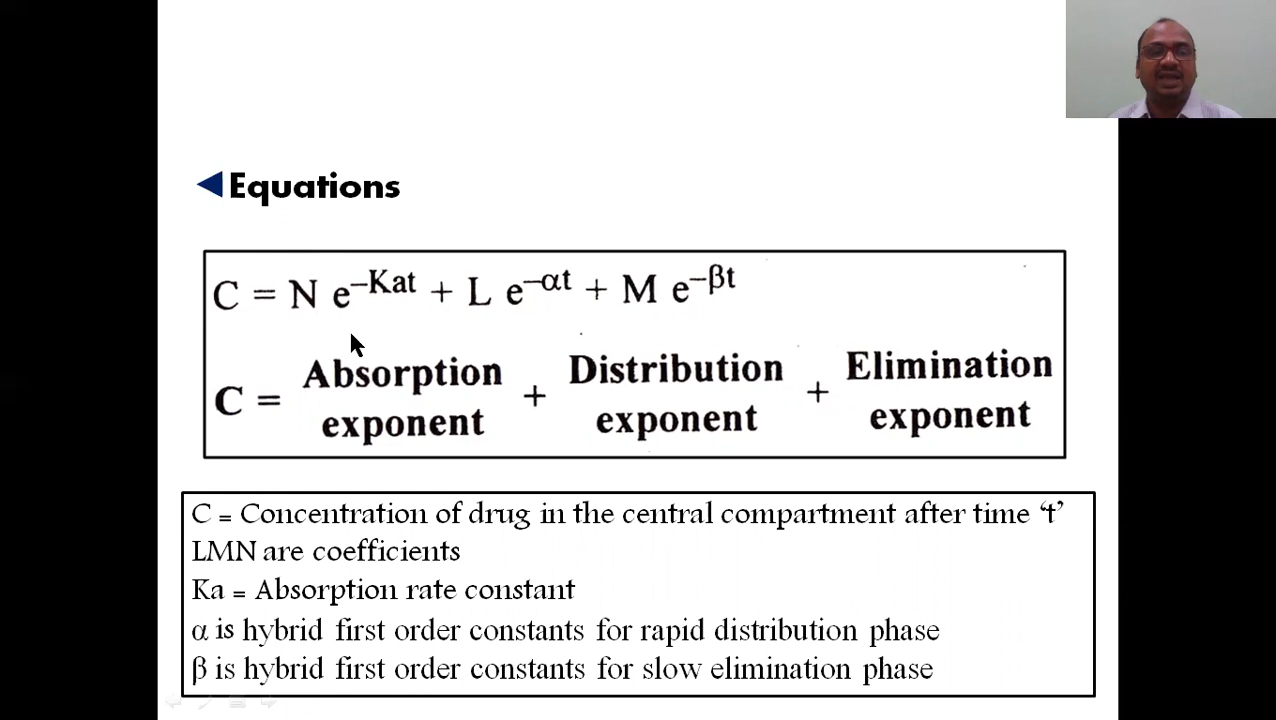 Equations
C = N e^–Kat + L e^–αt + M e^–βt
C = Absorption exponent + Distribution exponent + Elimination exponent
C = Concentration of drug in the central compartment after time ‘t’
LMN are coefficients
Ka = Absorption rate constant
α is hybrid first order constants for rapid distribution phase
β is hybrid first order constants for slow elimination phase